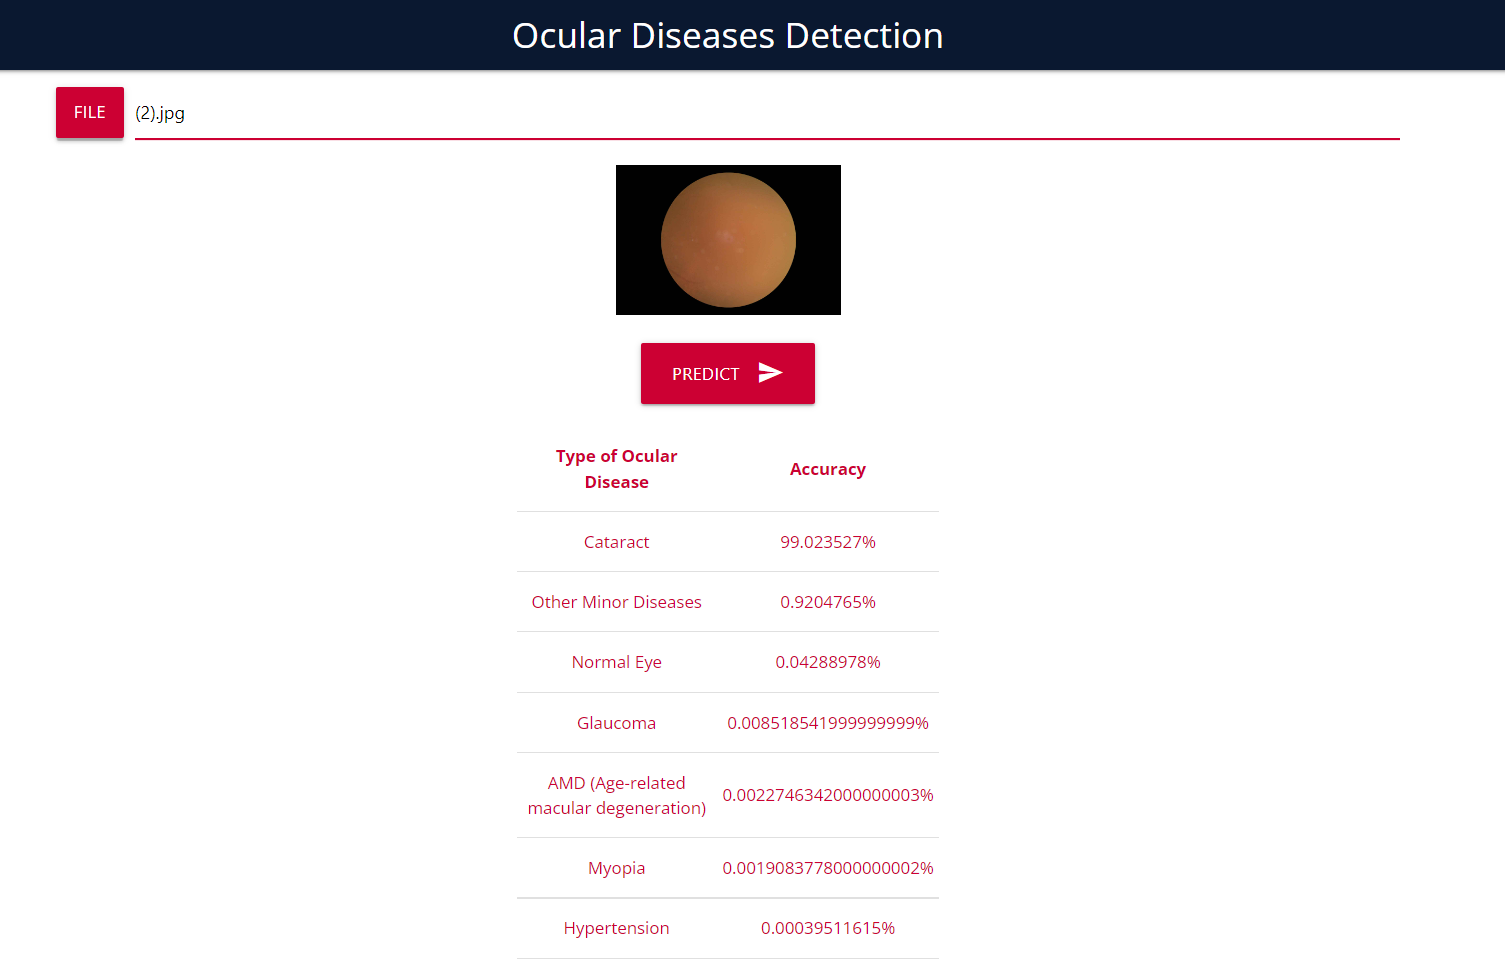 Ocular Diseases Detection
FILE (2).jpg
PREDICT
Type of Ocular
Disease
Accuracy
Cataract 99.023527%
Other Minor Diseases 0.9204765%
Normal Eye 0.04288978%
Glaucoma 0.008518541999999999%
AMD (Age-related
macular degeneration) 0.0022746342000000003%
Myopia 0.0019083778000000002%
Hypertension 0.00039511615%